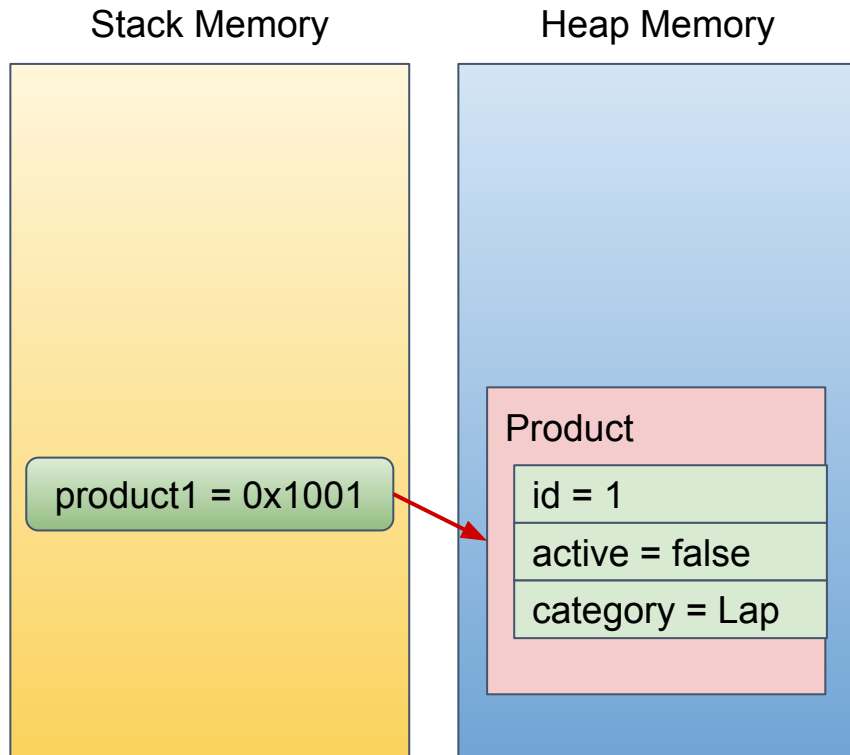 Stack Memory
Heap Memory
product1 = 0x1001
Product
id = 1
active = false
category = Lap